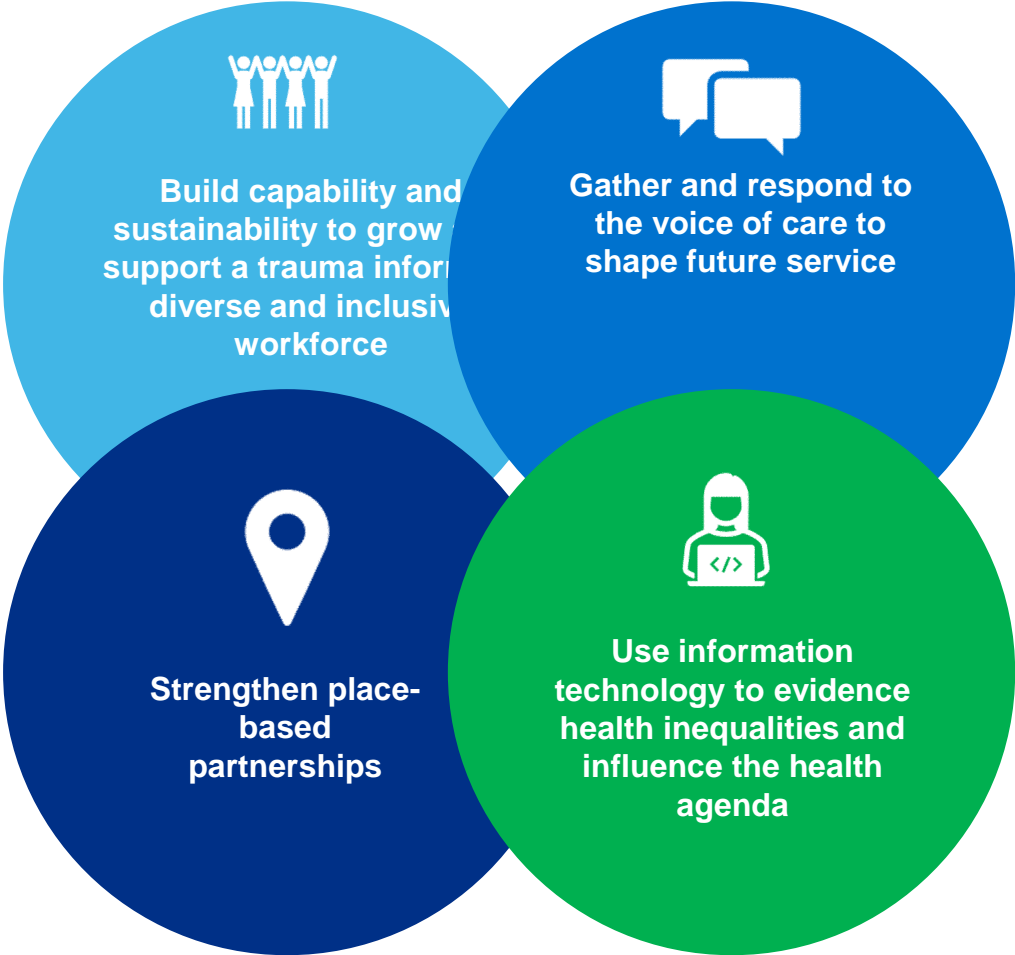 Build capability and
sustainability to grow
support a trauma
diverse and
workforce
Gather and respond to
the voice of care to
shape future service
Strengthen place-
based
partnerships
</>
Use information
technology to evidence
health inequalities and
influence the health
agenda